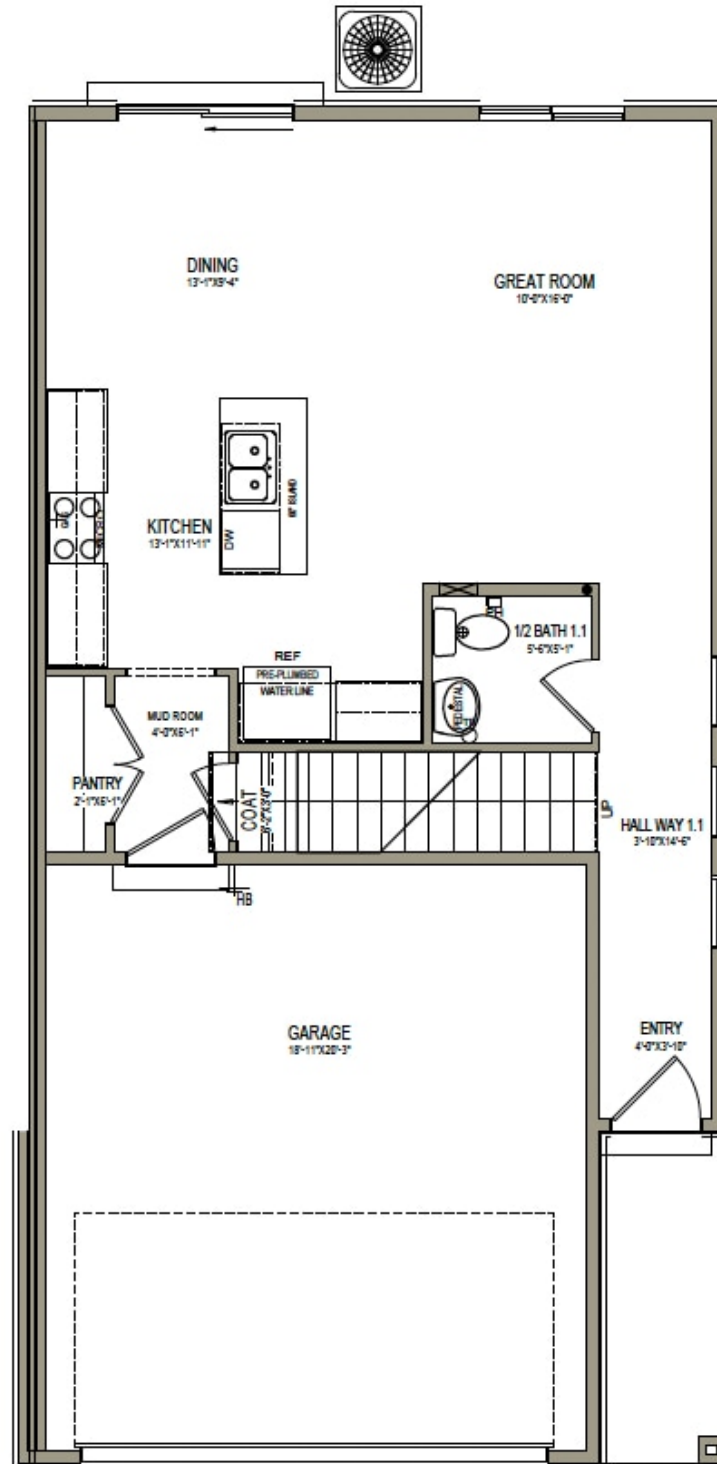 DINING
13'-1"X9'-4"
GREAT ROOM
10'-0"X16'-0"
KITCHEN
13'-1"X11'-11"
DW
60" ISLAND
REF
PRE-PLUMBED
WATER LINE
1/2 BATH 1.1
5'-6"X5'-1"
PEDESTAL
MUD ROOM
4'-0"X6'-1"
PANTRY
2'-1"X6'-1"
COAT
UP
HALL WAY 1.1
3'-10"X14'-6"
HB
GARAGE
18'-11"X20'-3"
ENTRY
4'-0"X3'-10"